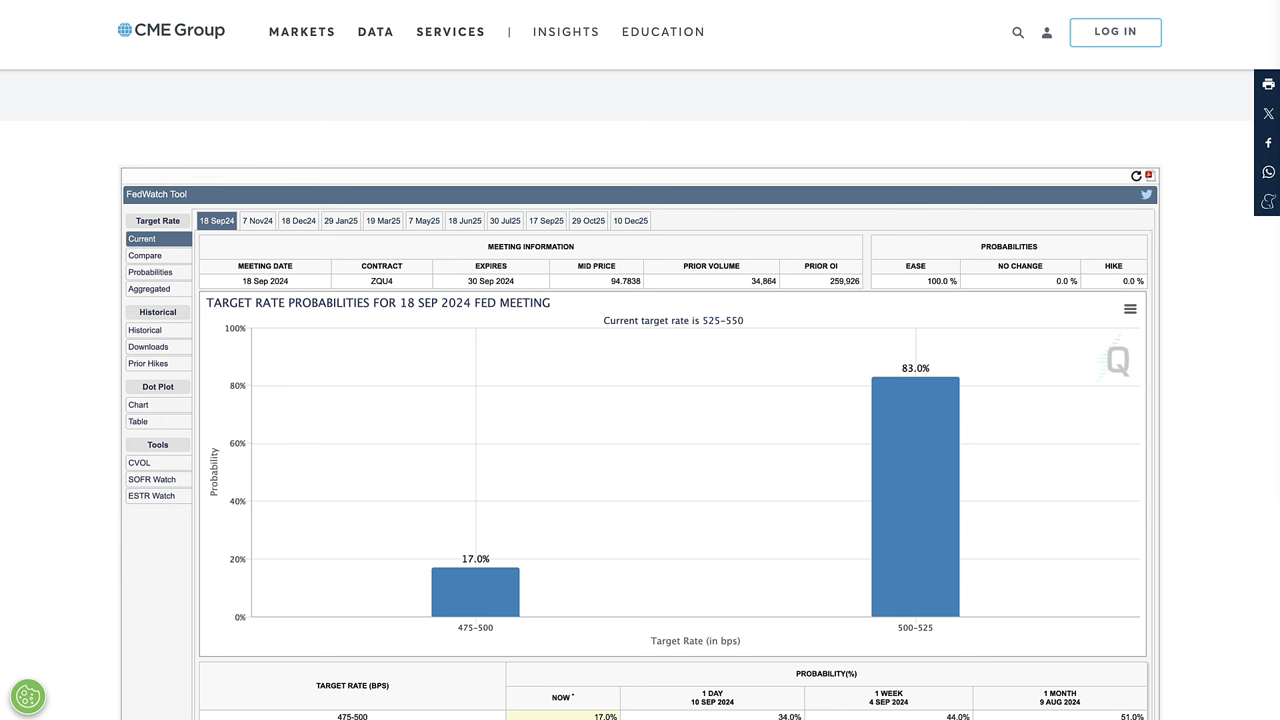 CME Group MARKETS DATA SERVICES | INSIGHTS EDUCATION LOG IN
FedWatch Tool
Target Rate
Current
Compare
Probabilities
Aggregated
Historical
Historical
Downloads
Prior Hikes
Dot Plot
Chart
Table
Tools
CVOL
SOFR Watch
ESTR Watch
18 Sep24 7 Nov24 18 Dec24 29 Jan25 19 Mar25 7 May25 18 Jun25 30 Jul25 17 Sep25 29 Oct25 10 Dec25
MEETING INFORMATION
MEETING DATE CONTRACT EXPIRES MID PRICE PRIOR VOLUME PRIOR OI
18 Sep 2024 ZQU4 30 Sep 2024 94.7838 34,864 259,926
PROBABILITIES
EASE NO CHANGE HIKE
100.0 % 0.0 % 0.0 %
TARGET RATE PROBABILITIES FOR 18 SEP 2024 FED MEETING
Current target rate is 525-550
Q
Probability
100%
80%
60%
40%
20%
0%
17.0%
83.0%
475-500 500-525
Target Rate (in bps)
TARGET RATE (BPS)
PROBABILITY(%)
NOW *
1 DAY
10 SEP 2024
1 WEEK
4 SEP 2024
1 MONTH
9 AUG 2024
475-500 17.0% 34.0% 44.0% 51.0%